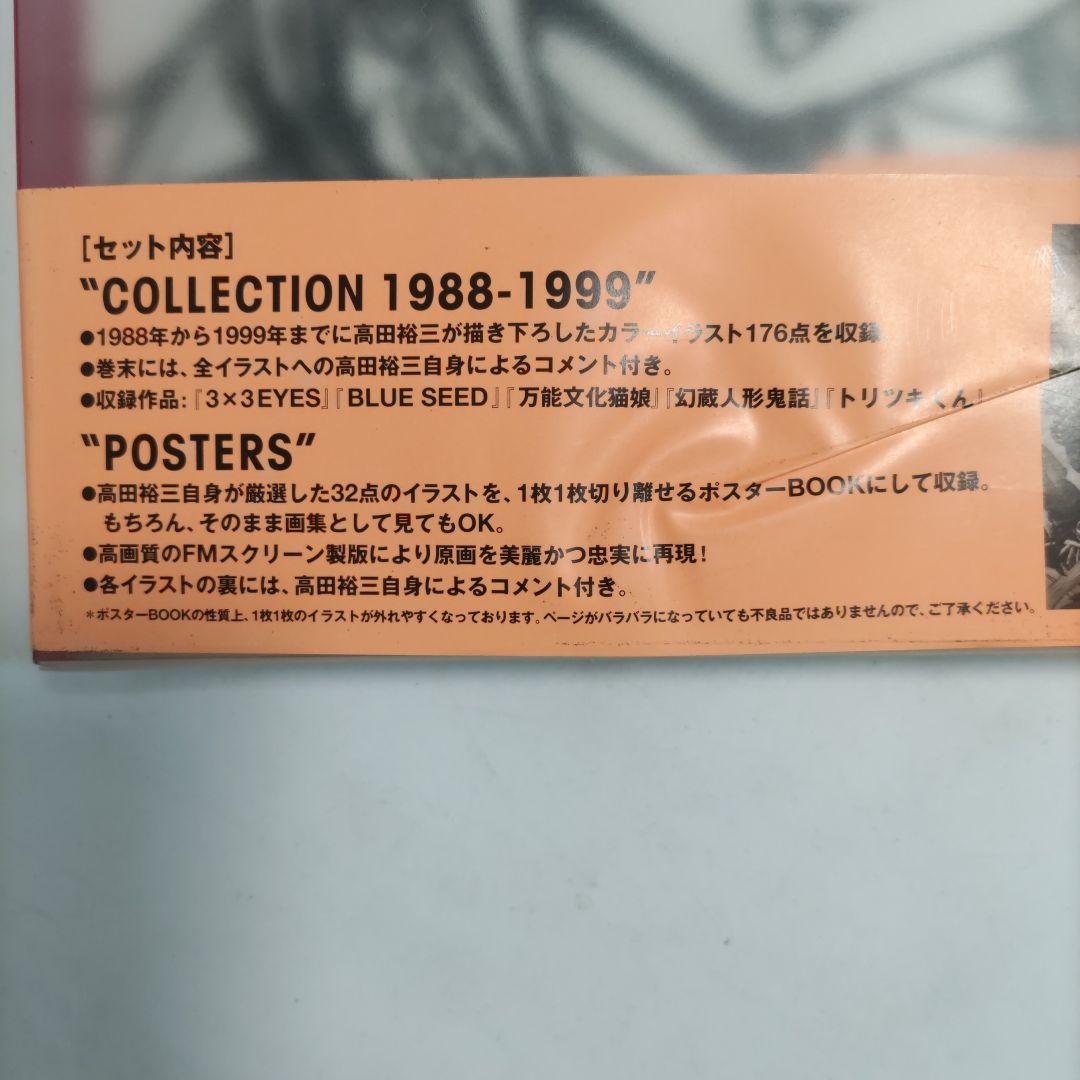 [セット内容]
“COLLECTION 1988-1999”
●1988年から1999年までに高田裕三が描き下ろしたカラーイラスト176点を収録。
●巻末には、全イラストへの高田裕三自身によるコメント付き。
●収録作品:『3×3EYES』『BLUE SEED』『万能文化猫娘』『幻蔵人形鬼話』『トリツキくん』
“POSTERS”
●高田裕三自身が厳選した32点のイラストを、1枚1枚切り離せるポスターBOOKにして収録。
もちろん、そのまま画集として見てもOK。
●高画質のFMスクリーン製版により原画を美麗かつ忠実に再現!
●各イラストの裏には、高田裕三自身によるコメント付き。
＊ポスターBOOKの性質上、1枚1枚のイラストが外れやすくなっております。ページがバラバラになっていても不良品ではありませんので、ご了承ください。